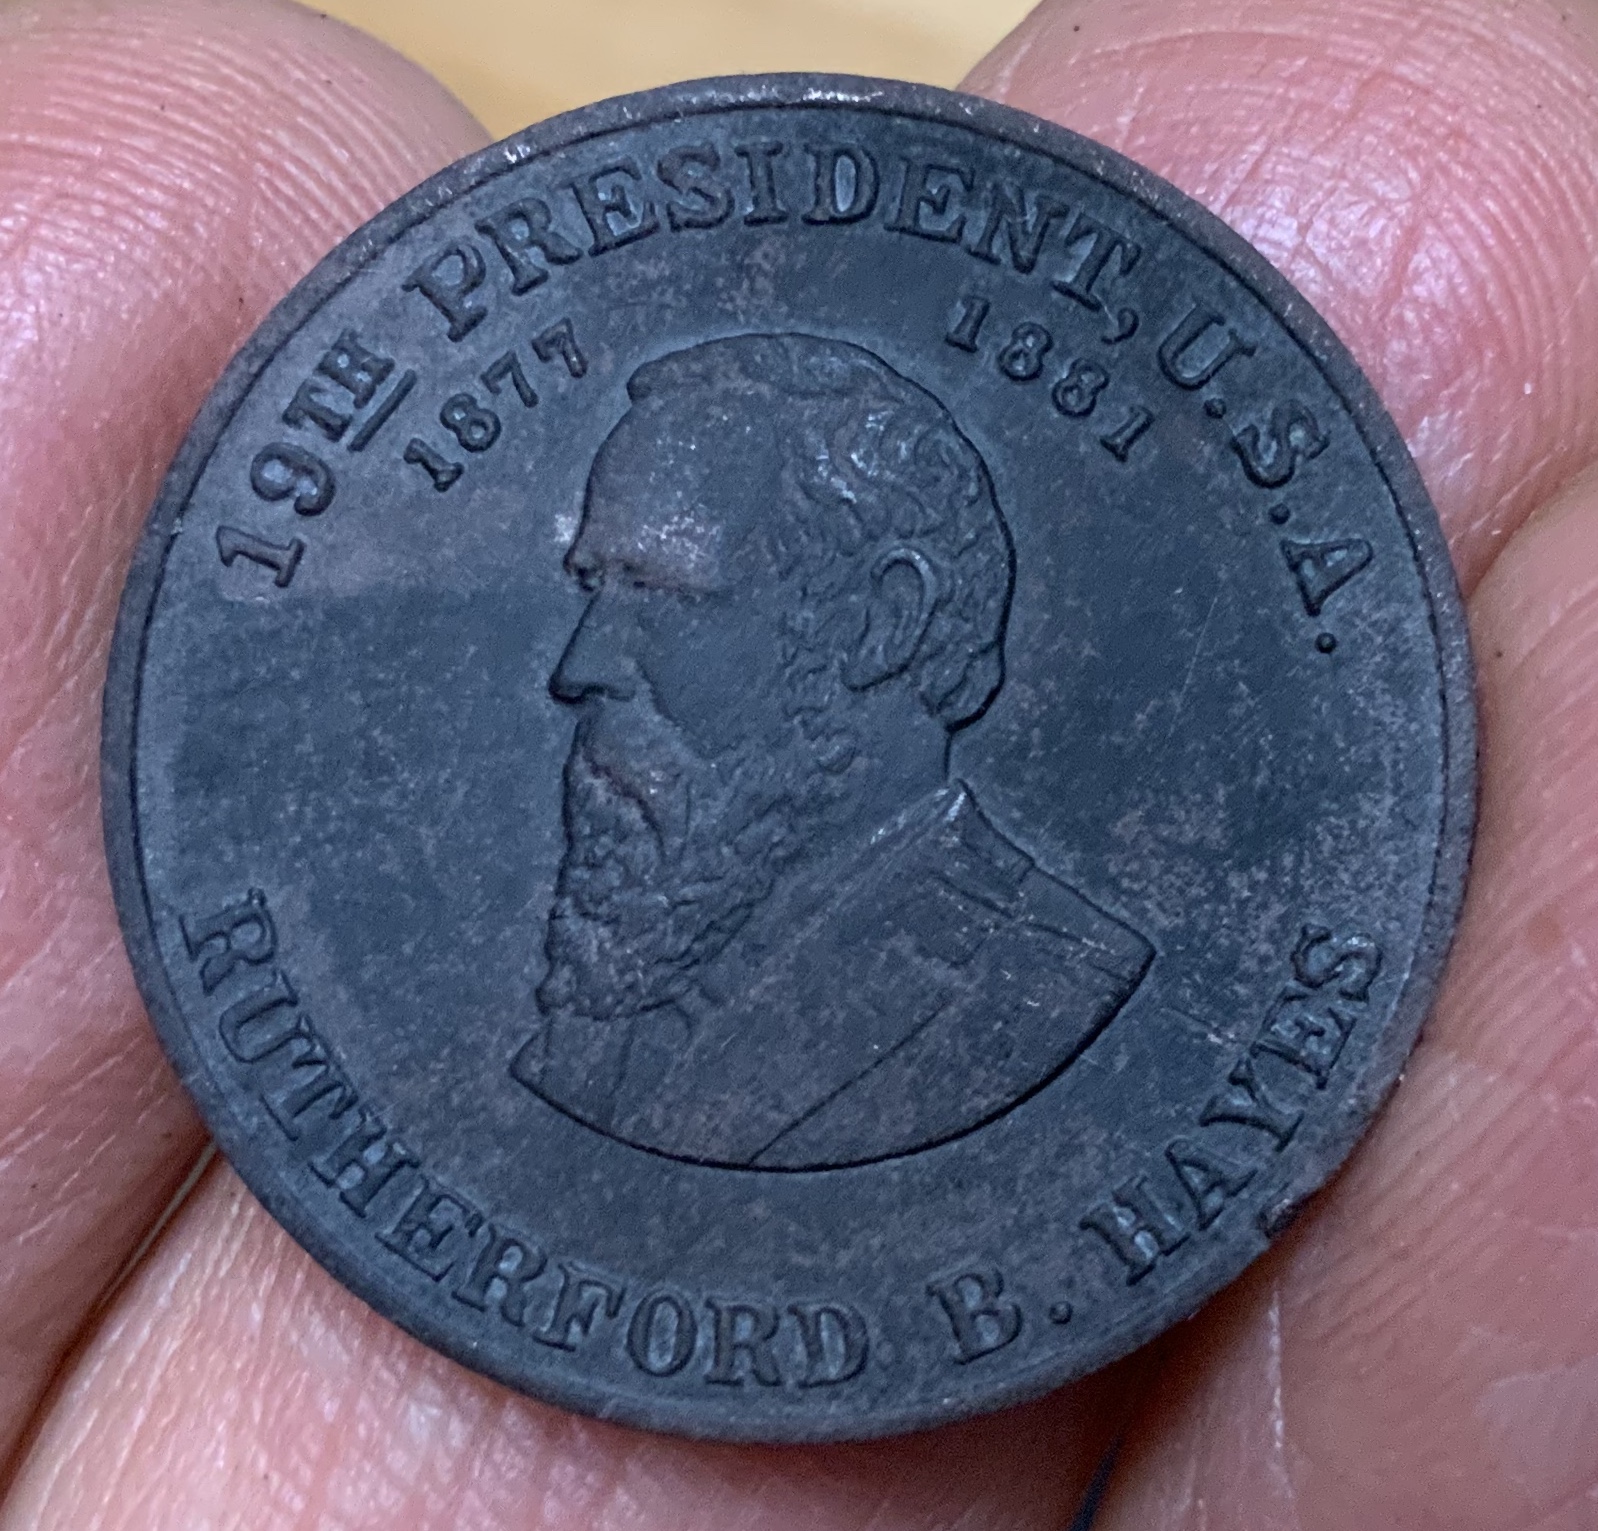 19TH PRESIDENT, U.S.A.
1877 1881
RUTHERFORD B. HAYES